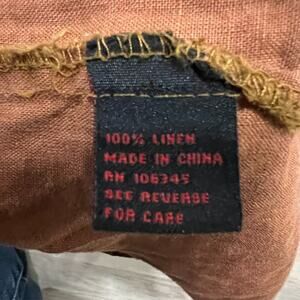 100% LINEN
MADE IN CHINA
RN 106345
SEE REVERSE
FOR CARE